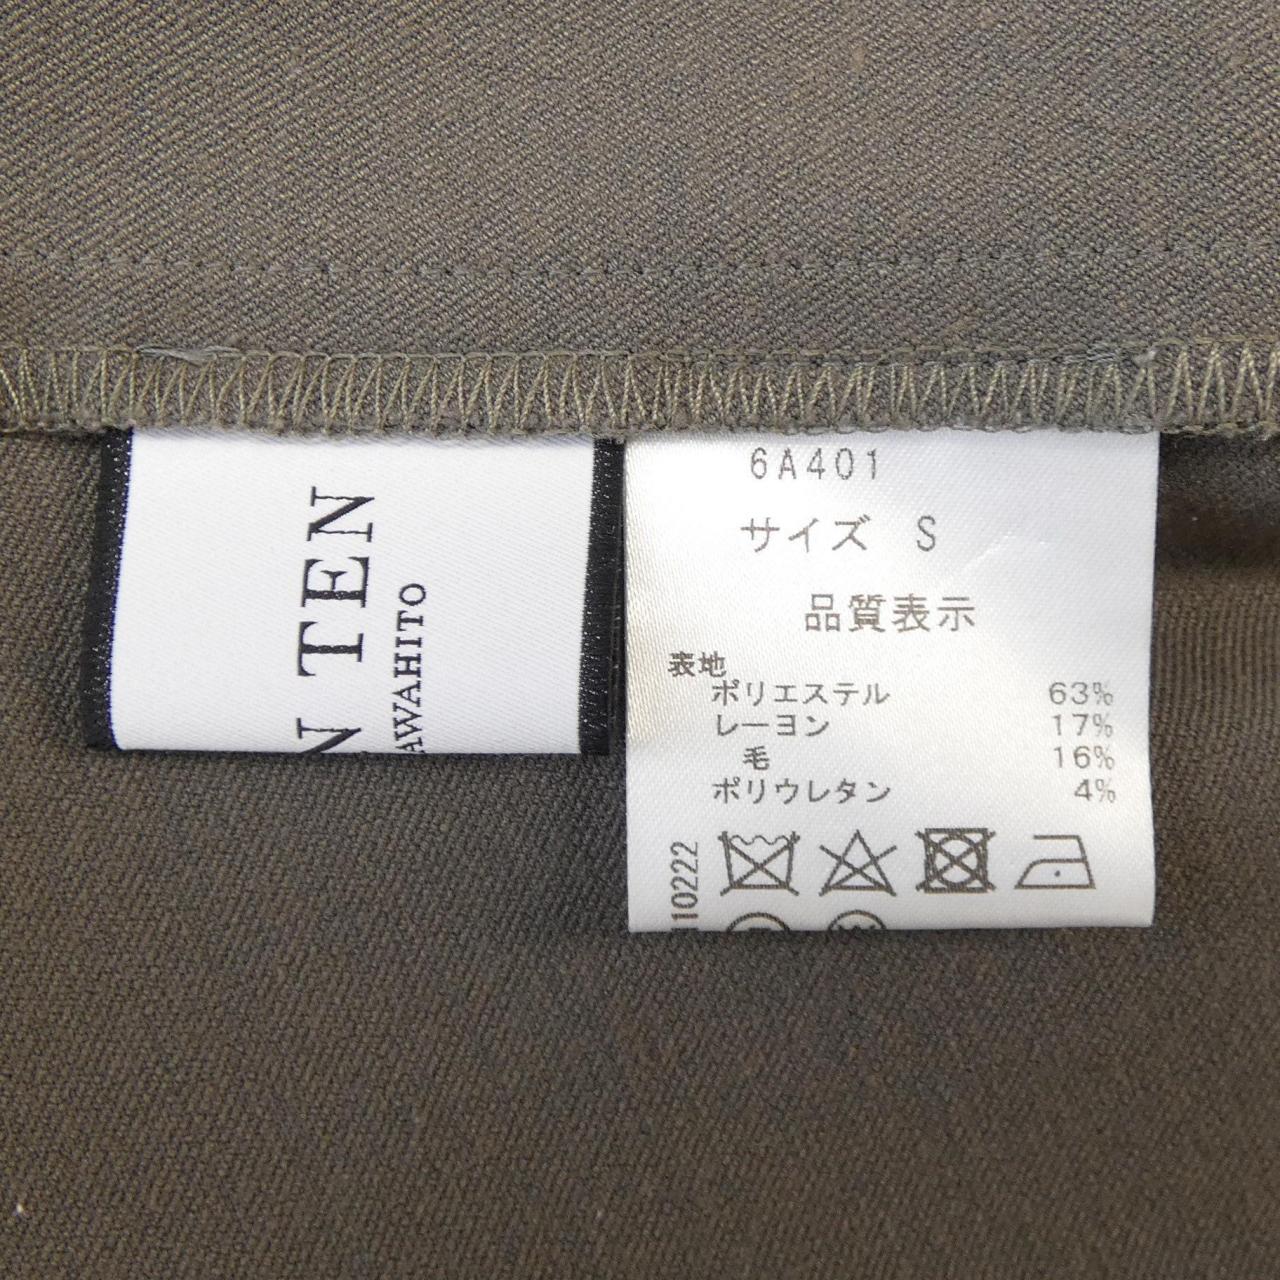 TEN
AWAHITO
6A401
サイズ S
品質表示
表地
ポリエステル 63%
レーヨン 17%
毛 16%
ポリウレタン 4%
10222